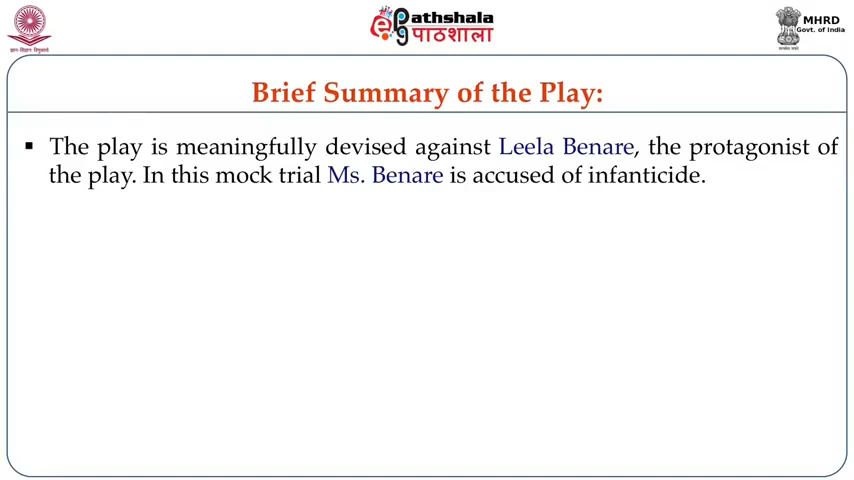 ePathshala
पाठशाला
MHRD
Govt. of India
Brief Summary of the Play:
▪ The play is meaningfully devised against Leela Benare, the protagonist of
the play. In this mock trial Ms. Benare is accused of infanticide.